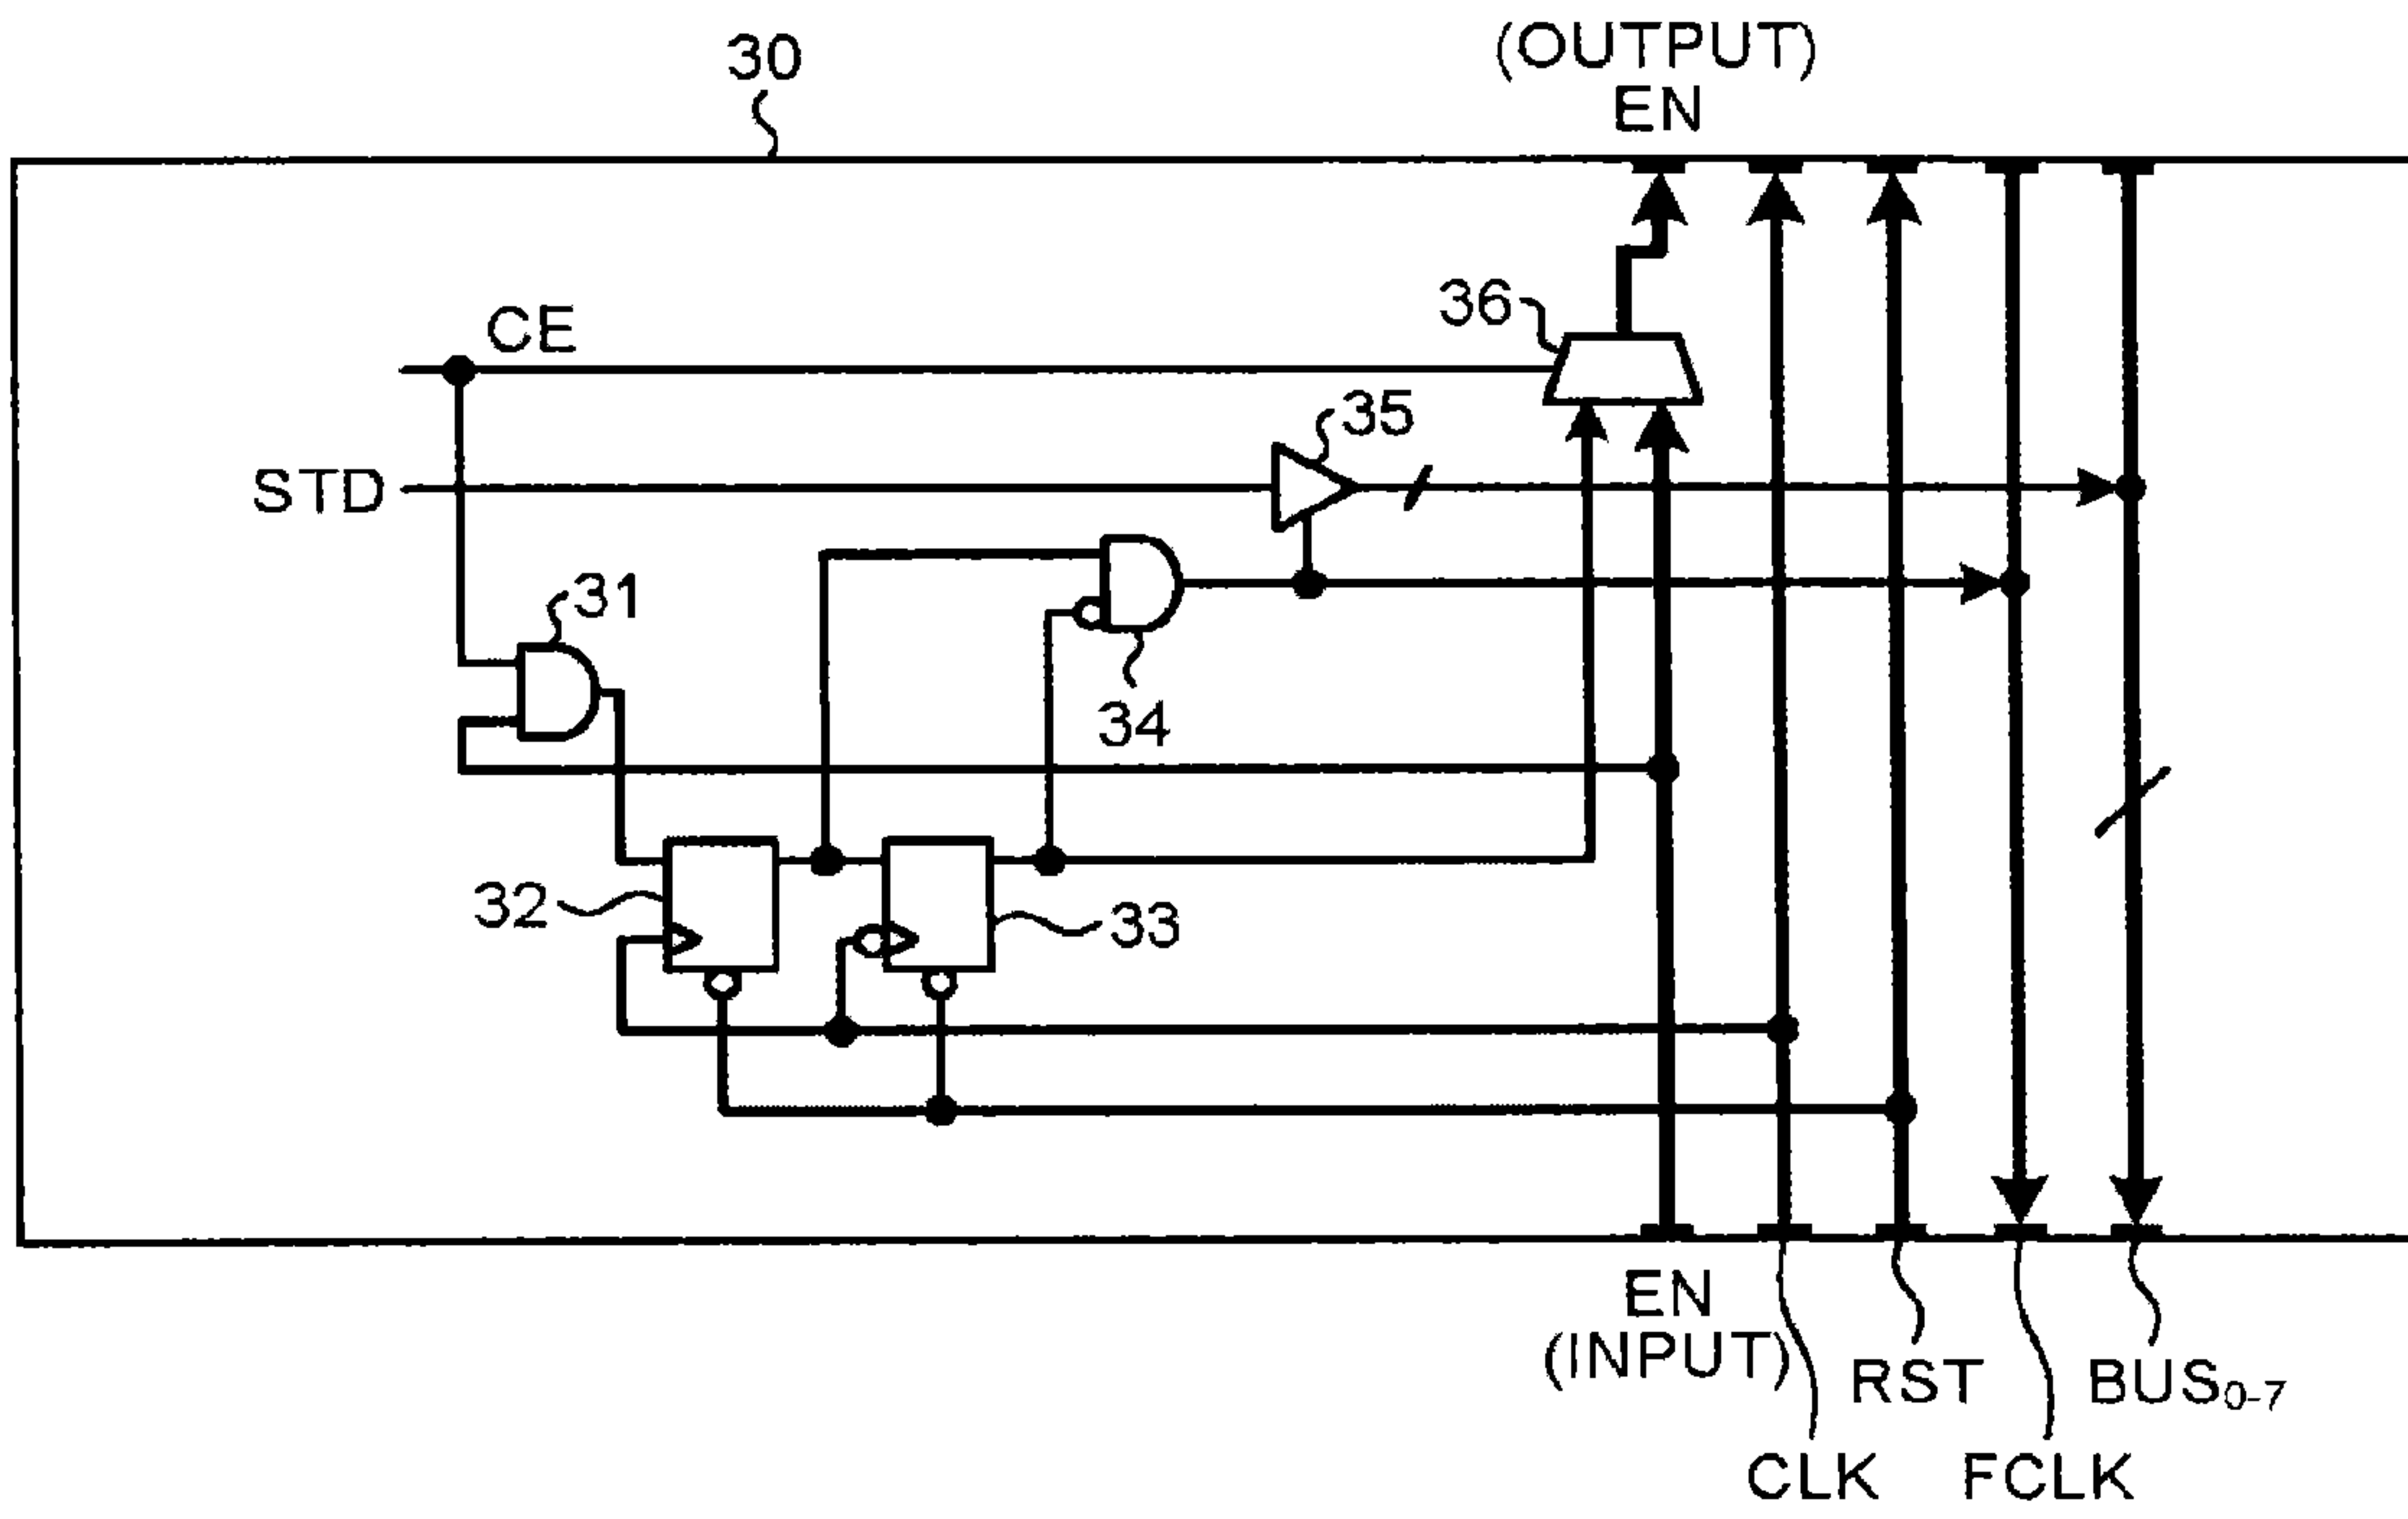 30
(OUTPUT)
EN
36
CE
35
STD
31
34
32
33
EN
(INPUT)
RST
BUS0-7
CLK
FCLK